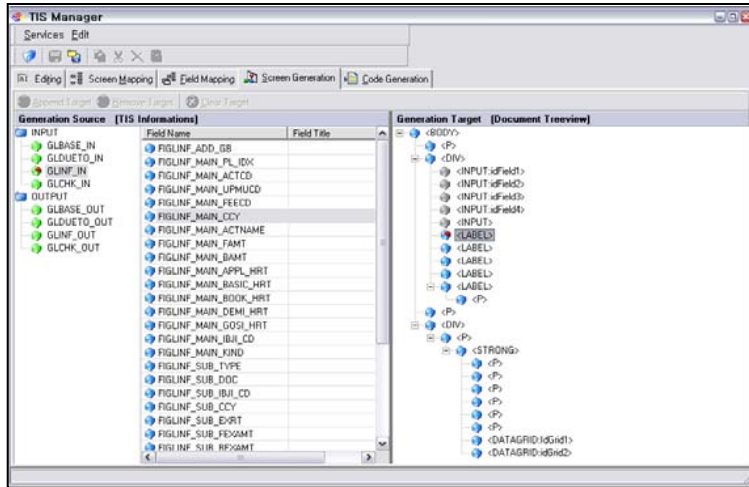 TIS Manager
Services Edit
Editing Screen Mapping Field Mapping Screen Generation Code Generation
Append Target Remove Target Clear Target
Generation Source [TIS Informations]
INPUT
GLBASE_IN
GLDUETO_IN
GLINF_IN
GLCHK_IN
OUTPUT
GLBASE_OUT
GLDUETO_OUT
GLINF_OUT
GLCHK_OUT
Field Name Field Title
FIGLINF_ADD_GB
FIGLINF_MAIN_PL_IDX
FIGLINF_MAIN_ACTCD
FIGLINF_MAIN_UPMUCD
FIGLINF_MAIN_FEECD
FIGLINF_MAIN_CCY
FIGLINF_MAIN_ACTNAME
FIGLINF_MAIN_FAMT
FIGLINF_MAIN_BAMT
FIGLINF_MAIN_APPL_HRT
FIGLINF_MAIN_BASIC_HRT
FIGLINF_MAIN_BOOK_HRT
FIGLINF_MAIN_DEMI_HRT
FIGLINF_MAIN_GOSI_HRT
FIGLINF_MAIN_IBJI_CD
FIGLINF_MAIN_KIND
FIGLINF_SUB_TYPE
FIGLINF_SUB_DOC
FIGLINF_SUB_IBJI_CD
FIGLINF_SUB_CCY
FIGLINF_SUB_EXRT
FIGLINF_SUB_FEXAMT
FIGLINF_SUB_BEXAMT
Generation Target [Document Treeview]
<BODY>
<P>
<DIV>
<INPUT:idField1>
<INPUT:idField2>
<INPUT:idField3>
<INPUT:idField4>
<INPUT>
<LABEL>
<LABEL>
<LABEL>
<LABEL>
<LABEL>
<P>
<P>
<DIV>
<P>
<STRONG>
<P>
<P>
<P>
<P>
<P>
<P>
<DATAGRID:idGrid1>
<DATAGRID:idGrid2>